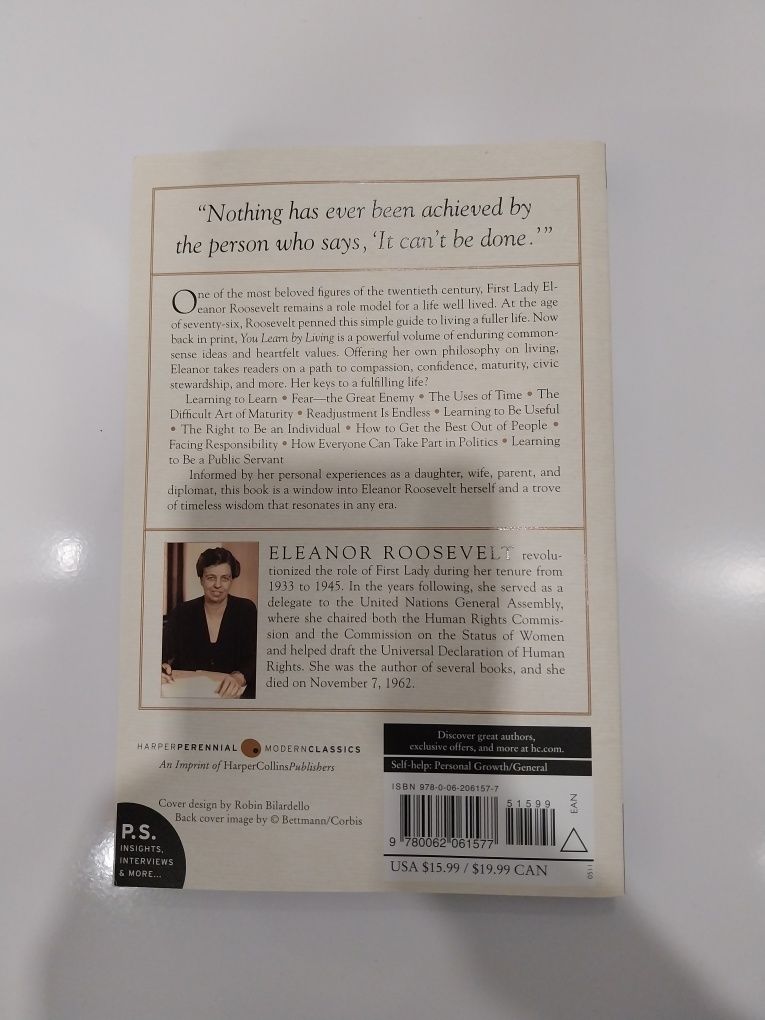 “Nothing has ever been achieved by
the person who says, ‘It can’t be done.’”
One of the most beloved figures of the twentieth century, First Lady El-
eanor Roosevelt remains a role model for a life well lived. At the age
of seventy-six, Roosevelt penned this simple guide to living a fuller life. Now
back in print, You Learn by Living is a powerful volume of enduring common-
sense ideas and heartfelt values. Offering her own philosophy on living,
Eleanor takes readers on a path to compassion, confidence, maturity, civic
stewardship, and more. Her keys to a fulfilling life?
Learning to Learn • Fear—the Great Enemy • The Uses of Time • The
Difficult Art of Maturity • Readjustment Is Endless • Learning to Be Useful
• The Right to Be an Individual • How to Get the Best Out of People •
Facing Responsibility • How Everyone Can Take Part in Politics • Learning
to Be a Public Servant
Informed by her personal experiences as a daughter, wife, parent, and
diplomat, this book is a window into Eleanor Roosevelt herself and a trove
of timeless wisdom that resonates in any era.
ELEANOR ROOSEVELT revolu-
tionized the role of First Lady during her tenure from
1933 to 1945. In the years following, she served as a
delegate to the United Nations General Assembly,
where she chaired both the Human Rights Commis-
sion and the Commission on the Status of Women
and helped draft the Universal Declaration of Human
Rights. She was the author of several books, and she
died on November 7, 1962.
HARPERPERENNIAL MODERNCLASSICS
An Imprint of HarperCollinsPublishers
Cover design by Robin Bilardello
Back cover image by © Bettmann/Corbis
P.S.
INSIGHTS,
INTERVIEWS
& MORE...
Discover great authors,
exclusive offers, and more at hc.com.
Self-help: Personal Growth/General
ISBN 978-0-06-206157-7
51599
EAN
9 780062 061577
USA $15.99 / $19.99 CAN
0511